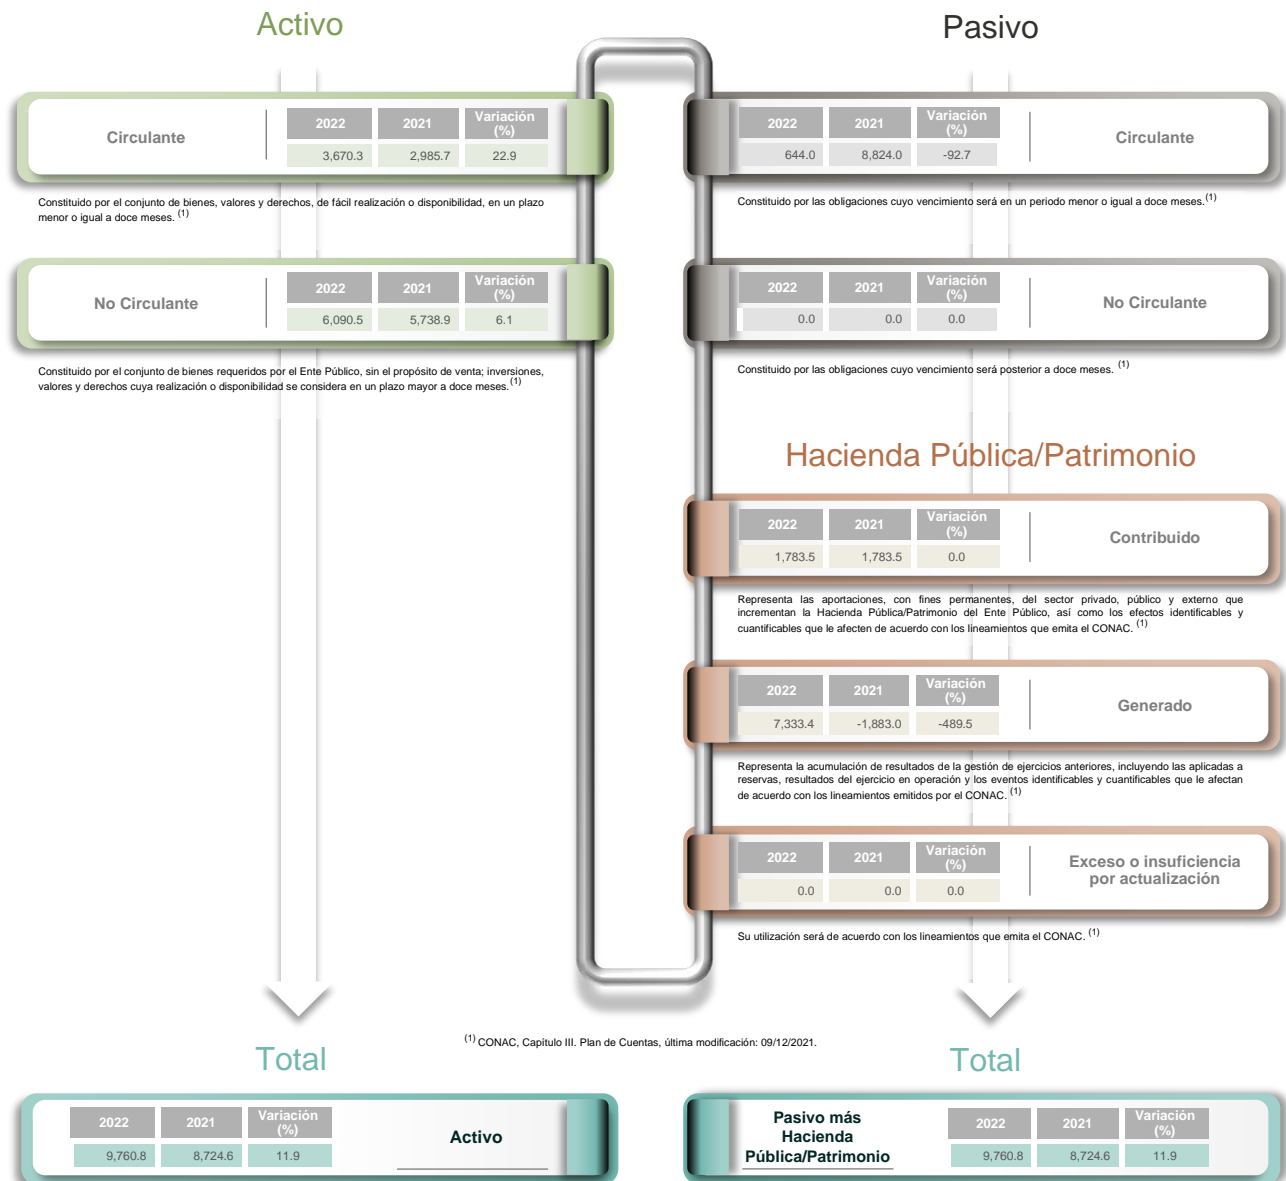 Activo
Circulante
2022 2021 Variación (%)
3,670.3 2,985.7 22.9
Constituido por el conjunto de bienes, valores y derechos, de fácil realización o disponibilidad, en un plazo
menor o igual a doce meses. (1)
No Circulante
2022 2021 Variación (%)
6,090.5 5,738.9 6.1
Constituido por el conjunto de bienes requeridos por el Ente Público, sin el propósito de venta; inversiones,
valores y derechos cuya realización o disponibilidad se considera en un plazo mayor a doce meses. (1)
Pasivo
2022 2021 Variación (%)
644.0 8,824.0 -92.7
Circulante
Constituido por las obligaciones cuyo vencimiento será en un periodo menor o igual a doce meses. (1)
2022 2021 Variación (%)
0.0 0.0 0.0
No Circulante
Constituido por las obligaciones cuyo vencimiento será posterior a doce meses. (1)
Hacienda Pública/Patrimonio
2022 2021 Variación (%)
1,783.5 1,783.5 0.0
Contribuido
Representa las aportaciones, con fines permanentes, del sector privado, público y externo que
incrementan la Hacienda Pública/Patrimonio del Ente Público, así como los efectos identificables y
cuantificables que le afecten de acuerdo con los lineamientos que emita el CONAC. (1)
2022 2021 Variación (%)
7,333.4 -1,883.0 -489.5
Generado
Representa la acumulación de resultados de la gestión de ejercicios anteriores, incluyendo las aplicadas a
reservas, resultados del ejercicio en operación y los eventos identificables y cuantificables que le afectan
de acuerdo con los lineamientos emitidos por el CONAC. (1)
2022 2021 Variación (%)
0.0 0.0 0.0
Exceso o insuficiencia
por actualización
Su utilización será de acuerdo con los lineamientos que emita el CONAC. (1)
(1) CONAC, Capítulo III. Plan de Cuentas, última modificación: 09/12/2021.
Total
2022 2021 Variación (%)
9,760.8 8,724.6 11.9
Activo
Total
Pasivo más
Hacienda
Pública/Patrimonio
2022 2021 Variación (%)
9,760.8 8,724.6 11.9